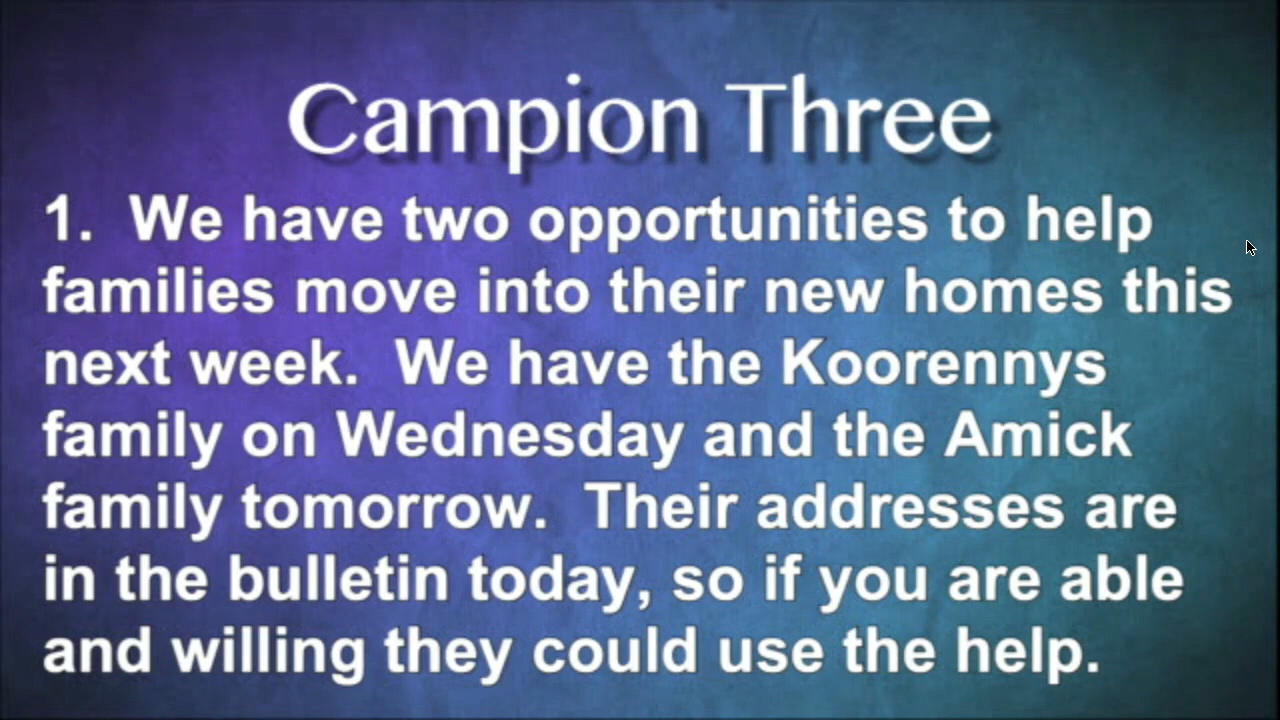 Campion Three
1.  We have two opportunities to help
families move into their new homes this
next week.  We have the Koorennys
family on Wednesday and the Amick
family tomorrow.  Their addresses are
in the bulletin today, so if you are able
and willing they could use the help.